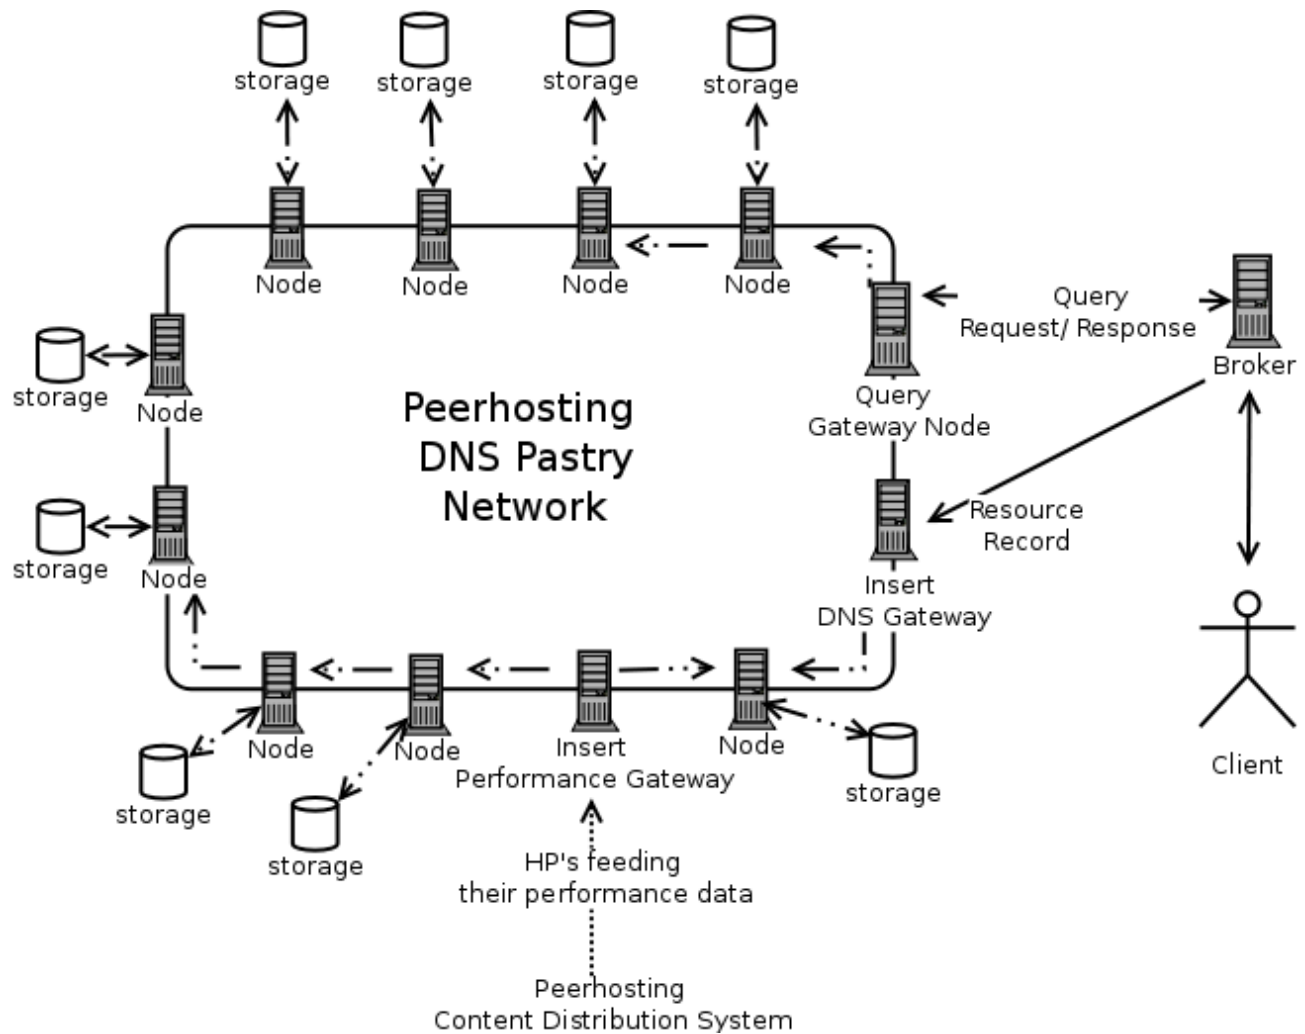 storage
storage
storage
storage
Node
Node
Node
Node
Query
Request/ Response
Broker
storage
Node
Query
Gateway Node
Peerhosting
DNS Pastry
Network
Resource
Record
storage
Node
Insert
DNS Gateway
Node
Node
Insert
Performance Gateway
Node
storage
storage
storage
Client
HP's feeding
their performance data
Peerhosting
Content Distribution System